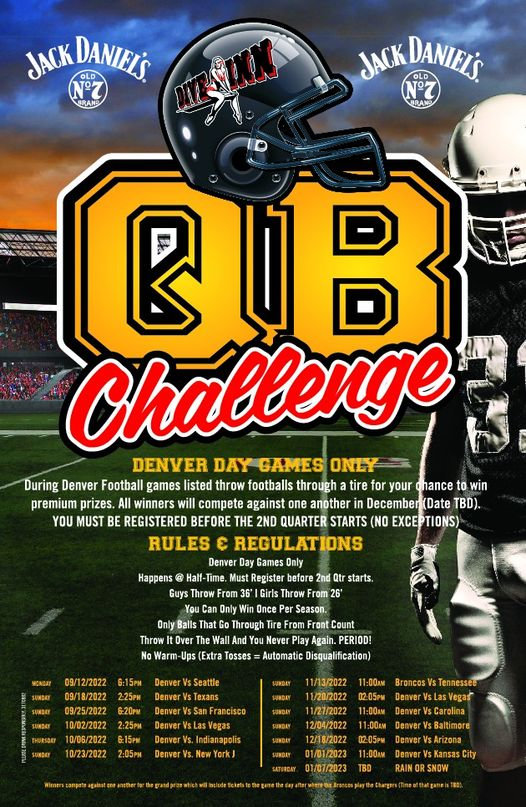 JACK DANIEL'S
JACK DANIEL'S
OLD
Nº7
BRAND
OLD
Nº7
BRAND
DIVE INN
QB
Challenge
DENVER DAY GAMES ONLY
During Denver Football games listed throw footballs through a tire for your chance to win
premium prizes. All winners will compete against one another in December (Date TBD).
YOU MUST BE REGISTERED BEFORE THE 2ND QUARTER STARTS (NO EXCEPTIONS)
RULES & REGULATIONS
Denver Day Games Only
Happens @ Half-Time. Must Register before 2nd Qtr starts.
Guys Throw From 36' | Girls Throw From 26'
You Can Only Win Once Per Season.
Only Balls That Go Through Tire From Front Count
Throw It Over The Wall And You Never Play Again. PERIOD!
No Warm-Ups (Extra Tosses = Automatic Disqualification)
MONDAY 09/12/2022 6:15PM Denver Vs Seattle
SUNDAY 09/18/2022 2:25PM Denver Vs Texans
SUNDAY 09/25/2022 6:20PM Denver Vs San Francisco
SUNDAY 10/02/2022 2:25PM Denver Vs Las Vegas
THURSDAY 10/06/2022 6:15PM Denver Vs. Indianapolis
SUNDAY 10/23/2022 2:05PM Denver Vs. New York J
SUNDAY 11/13/2022 11:00AM Broncos Vs Tennessee
SUNDAY 11/20/2022 02:05PM Denver Vs Las Vegas
SUNDAY 11/27/2022 11:00AM Denver Vs Carolina
SUNDAY 12/04/2022 11:00AM Denver Vs Baltimore
SUNDAY 12/18/2022 02:05PM Denver Vs Arizona
SUNDAY 01/01/2023 11:00AM Denver Vs Kansas City
SATURDAY 01/07/2023 TBD RAIN OR SNOW
Winners compete against one another for the grand prize which will include tickets to the game the day after where the Broncos play the Chargers (Time of that game is TBD).